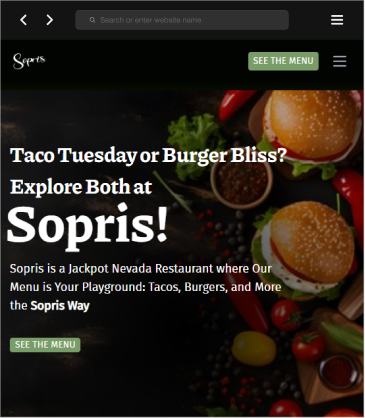 Search or enter website name
Sopris
SEE THE MENU
Taco Tuesday or Burger Bliss?
Explore Both at
Sopris!
Sopris is a Jackpot Nevada Restaurant where Our
Menu is Your Playground: Tacos, Burgers, and More
the Sopris Way
SEE THE MENU